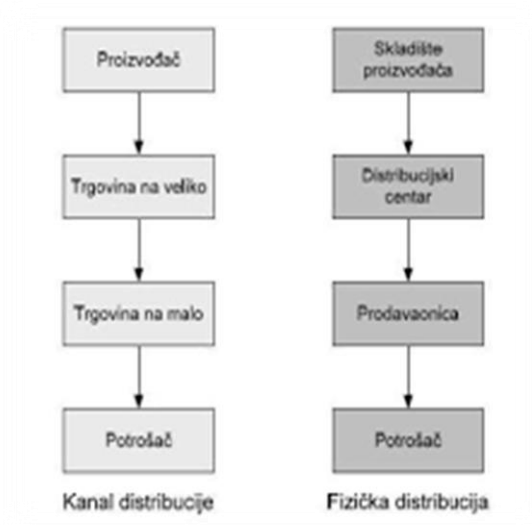 Proizvođač
Trgovina na veliko
Trgovina na malo
Potrošač
Kanal distribucije
Skladište
proizvođača
Distribucijski
centar
Prodavaonica
Potrošač
Fizička distribucija